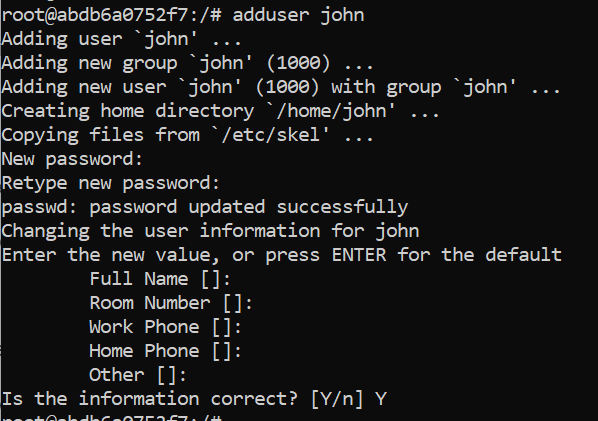 root@abdb6a0752f7:/# adduser john
Adding user `john' ...
Adding new group `john' (1000) ...
Adding new user `john' (1000) with group `john' ...
Creating home directory `/home/john' ...
Copying files from `/etc/skel' ...
New password:
Retype new password:
passwd: password updated successfully
Changing the user information for john
Enter the new value, or press ENTER for the default
        Full Name []:
        Room Number []:
        Work Phone []:
        Home Phone []:
        Other []:
Is the information correct? [Y/n] Y
root@abdb6a0752f7:/#